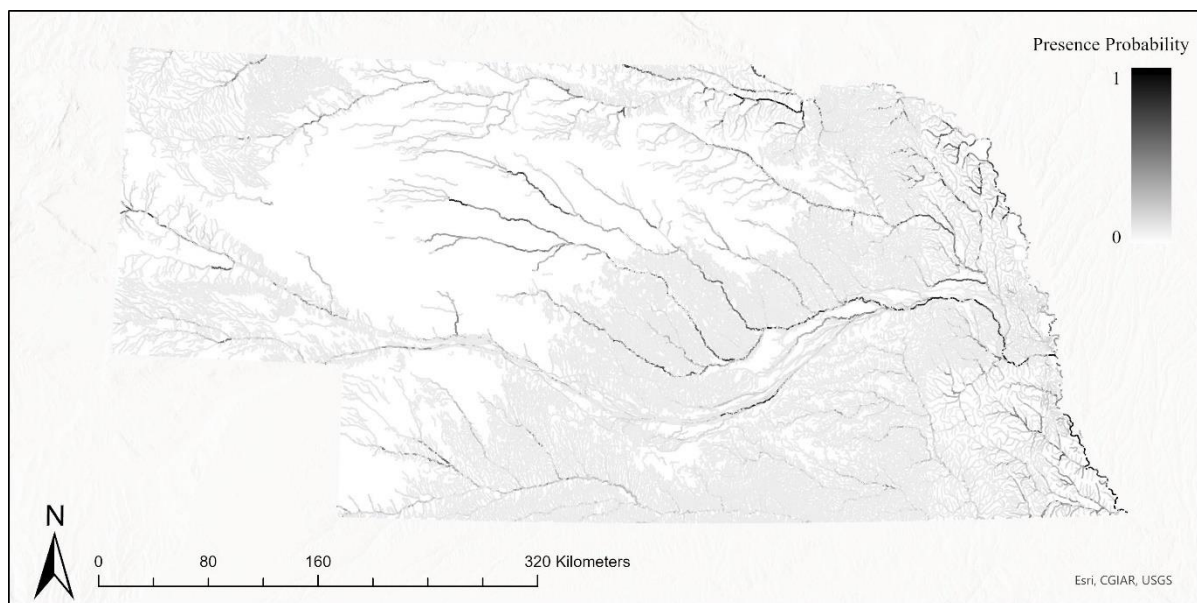 Presence Probability
1
0
N
0 80 160 320 Kilometers
Esri, CGIAR, USGS